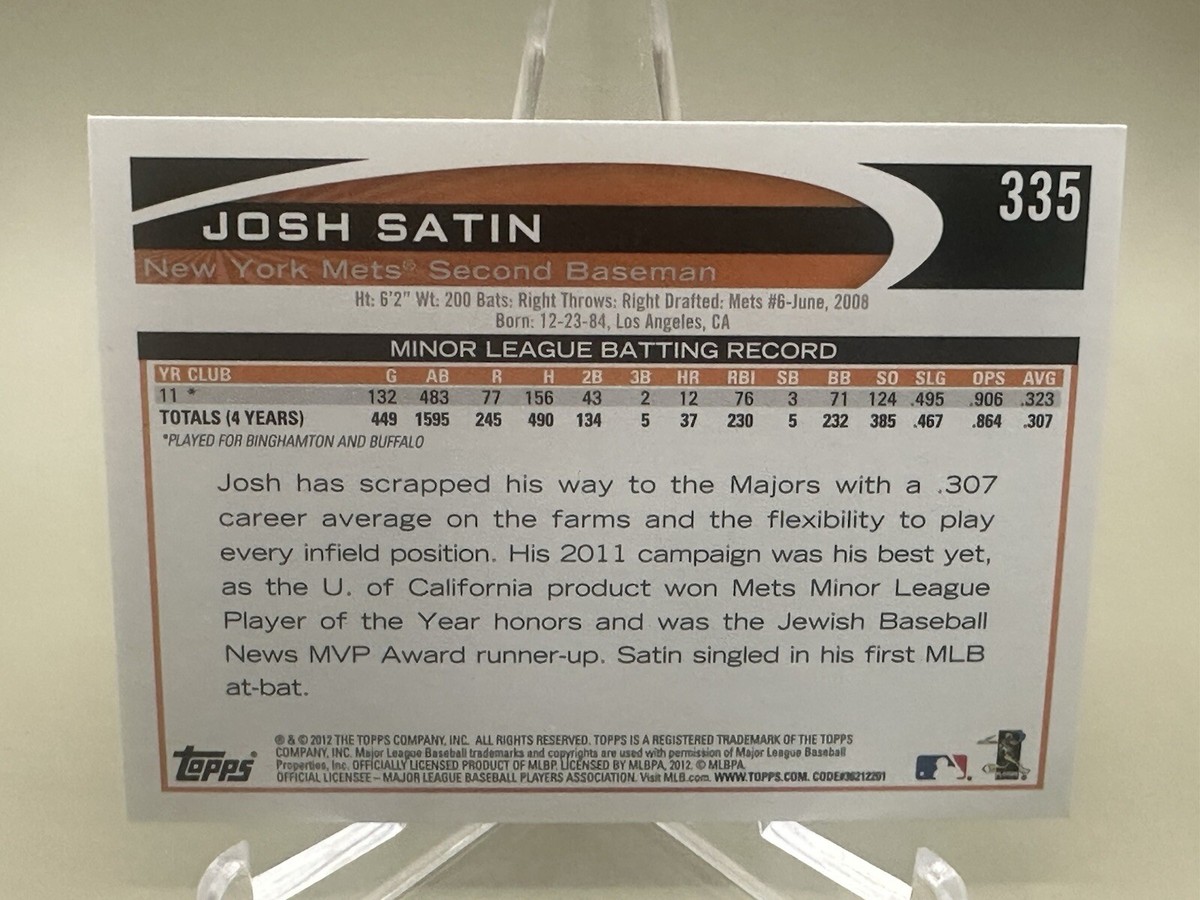 335
JOSH SATIN
New York Mets® Second Baseman
Ht: 6'2" Wt: 200 Bats: Right Throws: Right Drafted: Mets #6-June, 2008
Born: 12-23-84, Los Angeles, CA
MINOR LEAGUE BATTING RECORD
YR CLUB G AB R H 2B 3B HR RBI SB BB SO SLG OPS AVG
11 * 132 483 77 156 43 2 12 76 3 71 124 .495 .906 .323
TOTALS (4 YEARS) 449 1595 245 490 134 5 37 230 5 232 385 .467 .864 .307
*PLAYED FOR BINGHAMTON AND BUFFALO
Josh has scrapped his way to the Majors with a .307
career average on the farms and the flexibility to play
every infield position. His 2011 campaign was his best yet,
as the U. of California product won Mets Minor League
Player of the Year honors and was the Jewish Baseball
News MVP Award runner-up. Satin singled in his first MLB
at-bat.
Topps®
® & © 2012 THE TOPPS COMPANY, INC. ALL RIGHTS RESERVED. TOPPS IS A REGISTERED TRADEMARK OF THE TOPPS
COMPANY, INC. Major League Baseball trademarks and copyrights are used with permission of Major League Baseball
Properties, Inc. OFFICIALLY LICENSED PRODUCT OF MLBP. LICENSED BY MLBPA, 2012. © MLBPA.
OFFICIAL LICENSEE – MAJOR LEAGUE BASEBALL PLAYERS ASSOCIATION. Visit MLB.com. WWW.TOPPS.COM. CODE#36212201